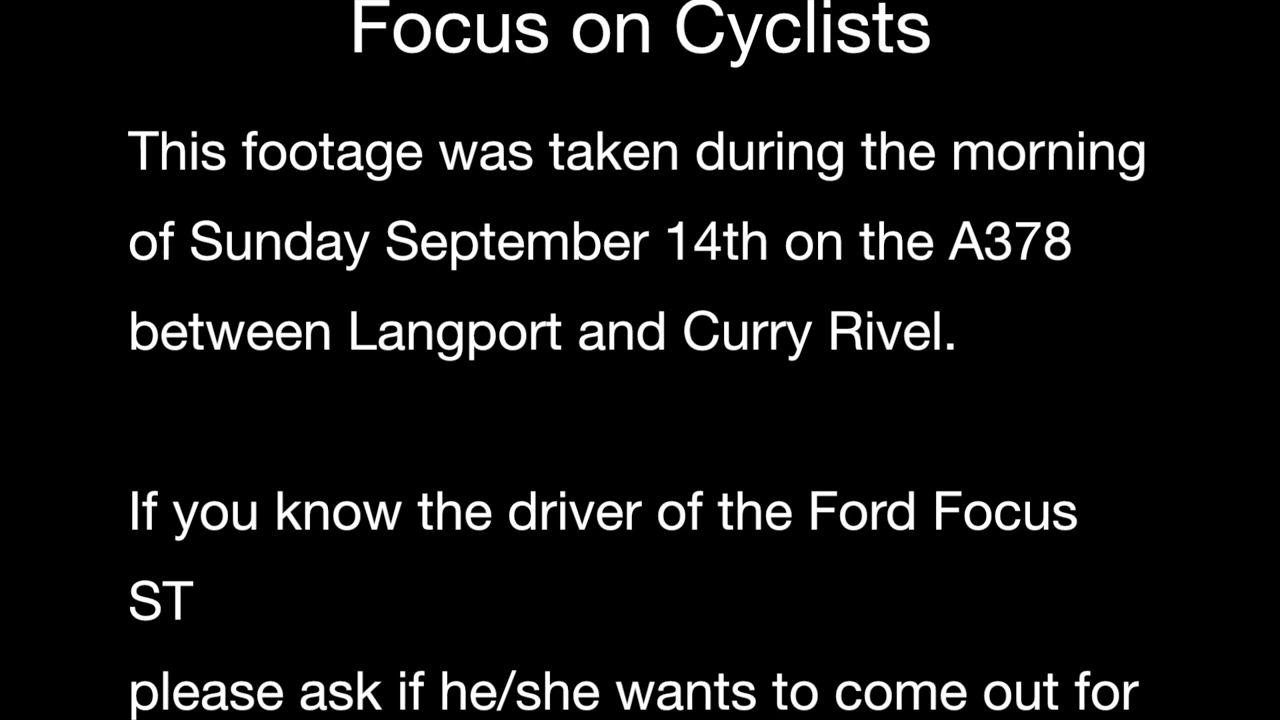 Focus on Cyclists
This footage was taken during the morning
of Sunday September 14th on the A378
between Langport and Curry Rivel.
If you know the driver of the Ford Focus
ST
please ask if he/she wants to come out for